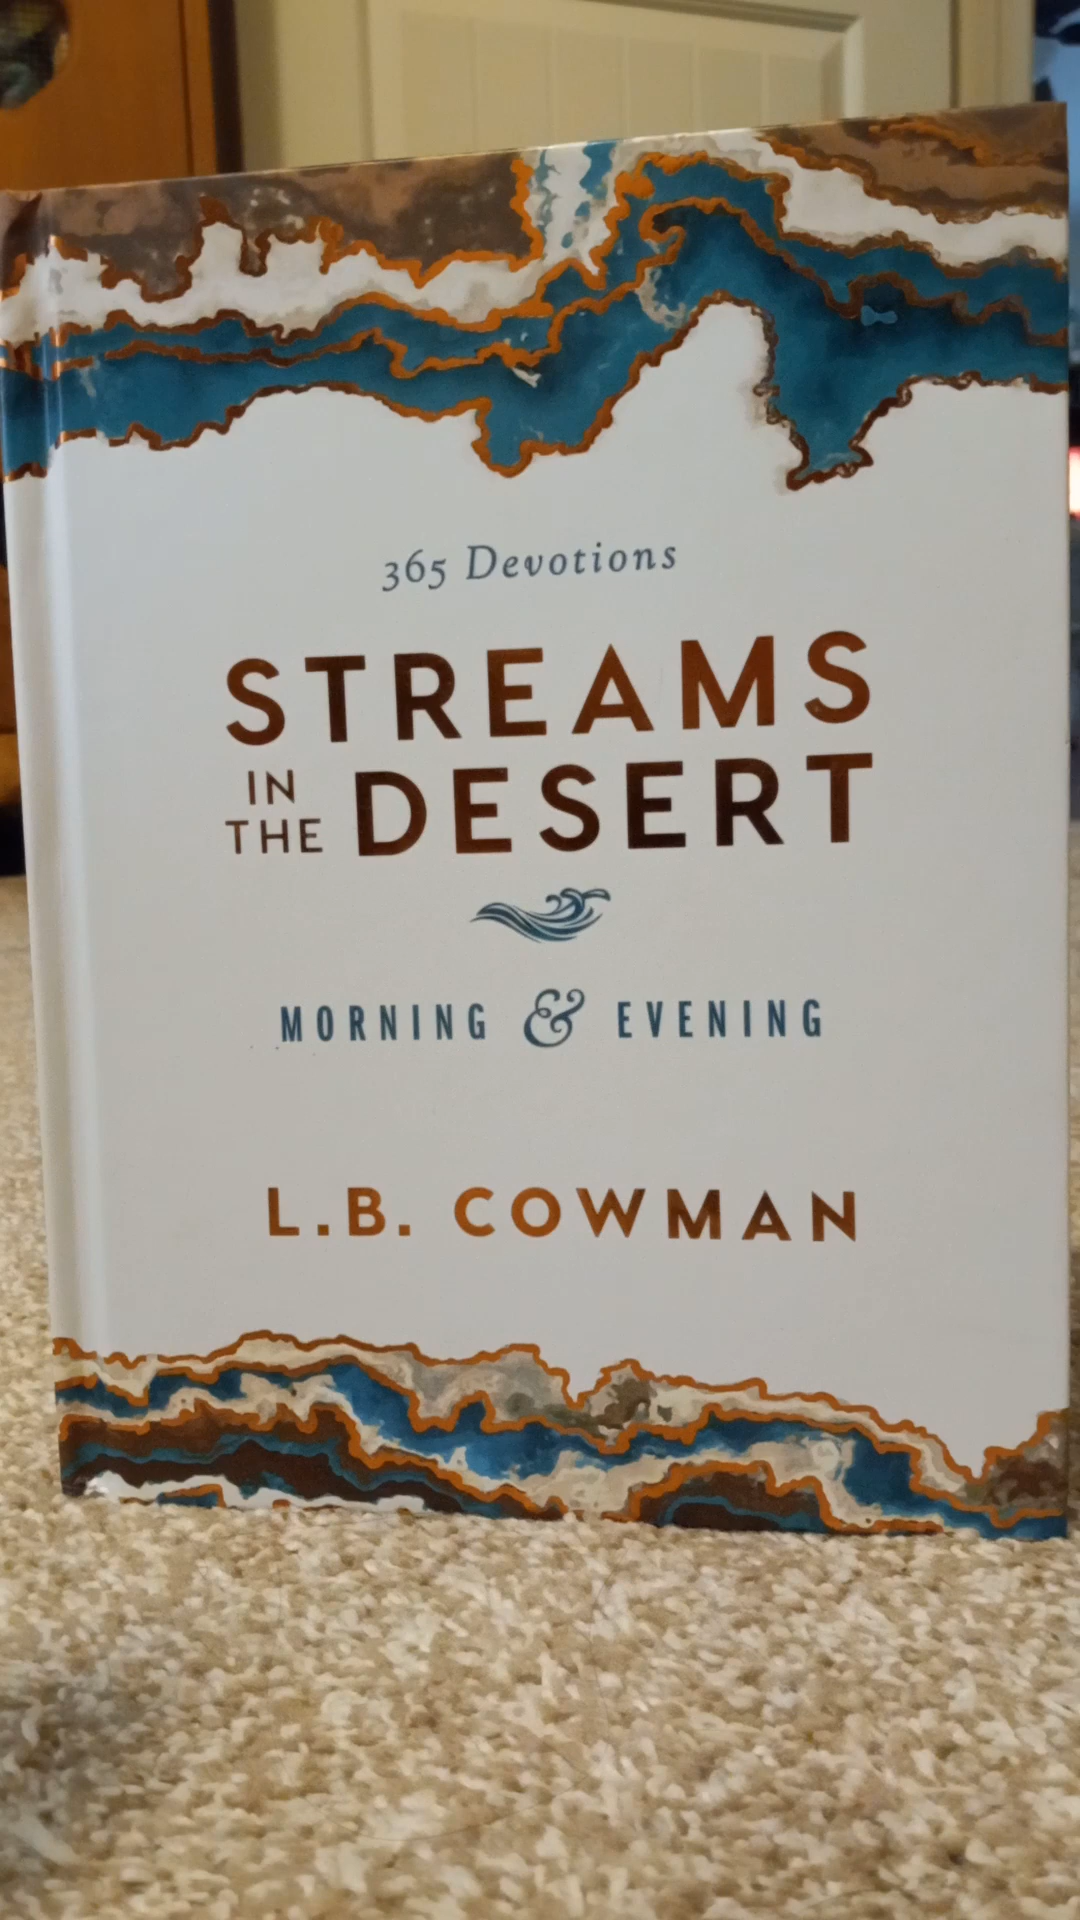 365 Devotions
STREAMS
IN THE DESERT
MORNING & EVENING
L.B. COWMAN